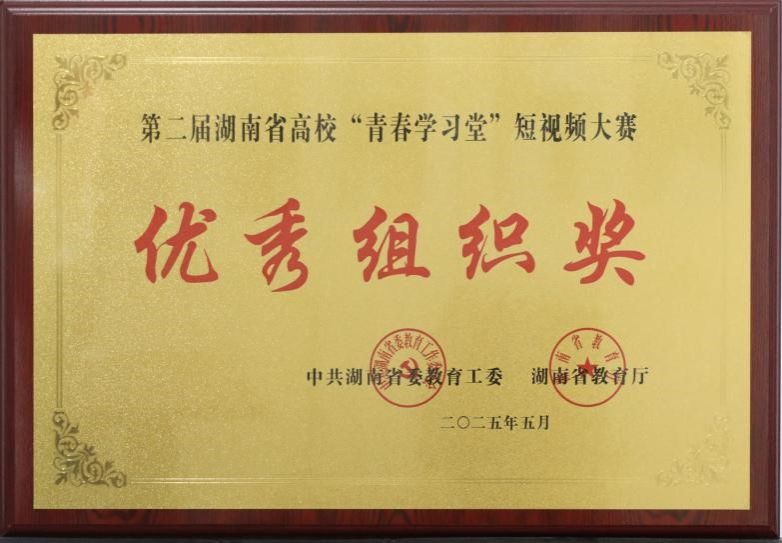 第二届湖南省高校“青春学习堂”短视频大赛
优秀组织奖
中共湖南省委教育工委 湖南省教育厅
二〇二五年五月